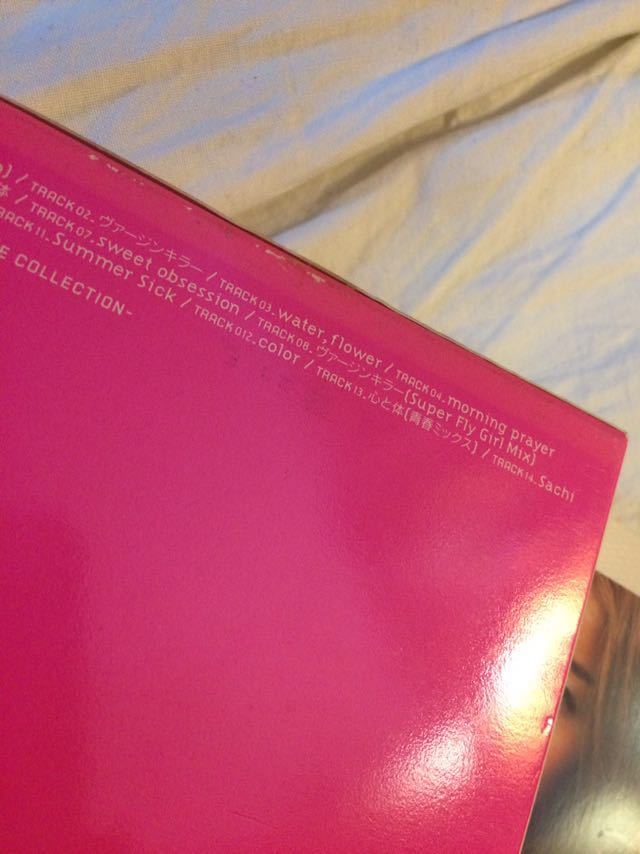 / TRACK 02. ヴァージンキラー / TRACK 03. water, flower / TRACK 04. morning prayer
体 / TRACK 07. sweet obsession / TRACK 08. ヴァージンキラー (Super Fly Girl Mix)
TRACK 11. Summer Sick / TRACK 012. color / TRACK 13. 心と体 [青春ミックス] / TRACK 14. Sachi
COLLECTION-